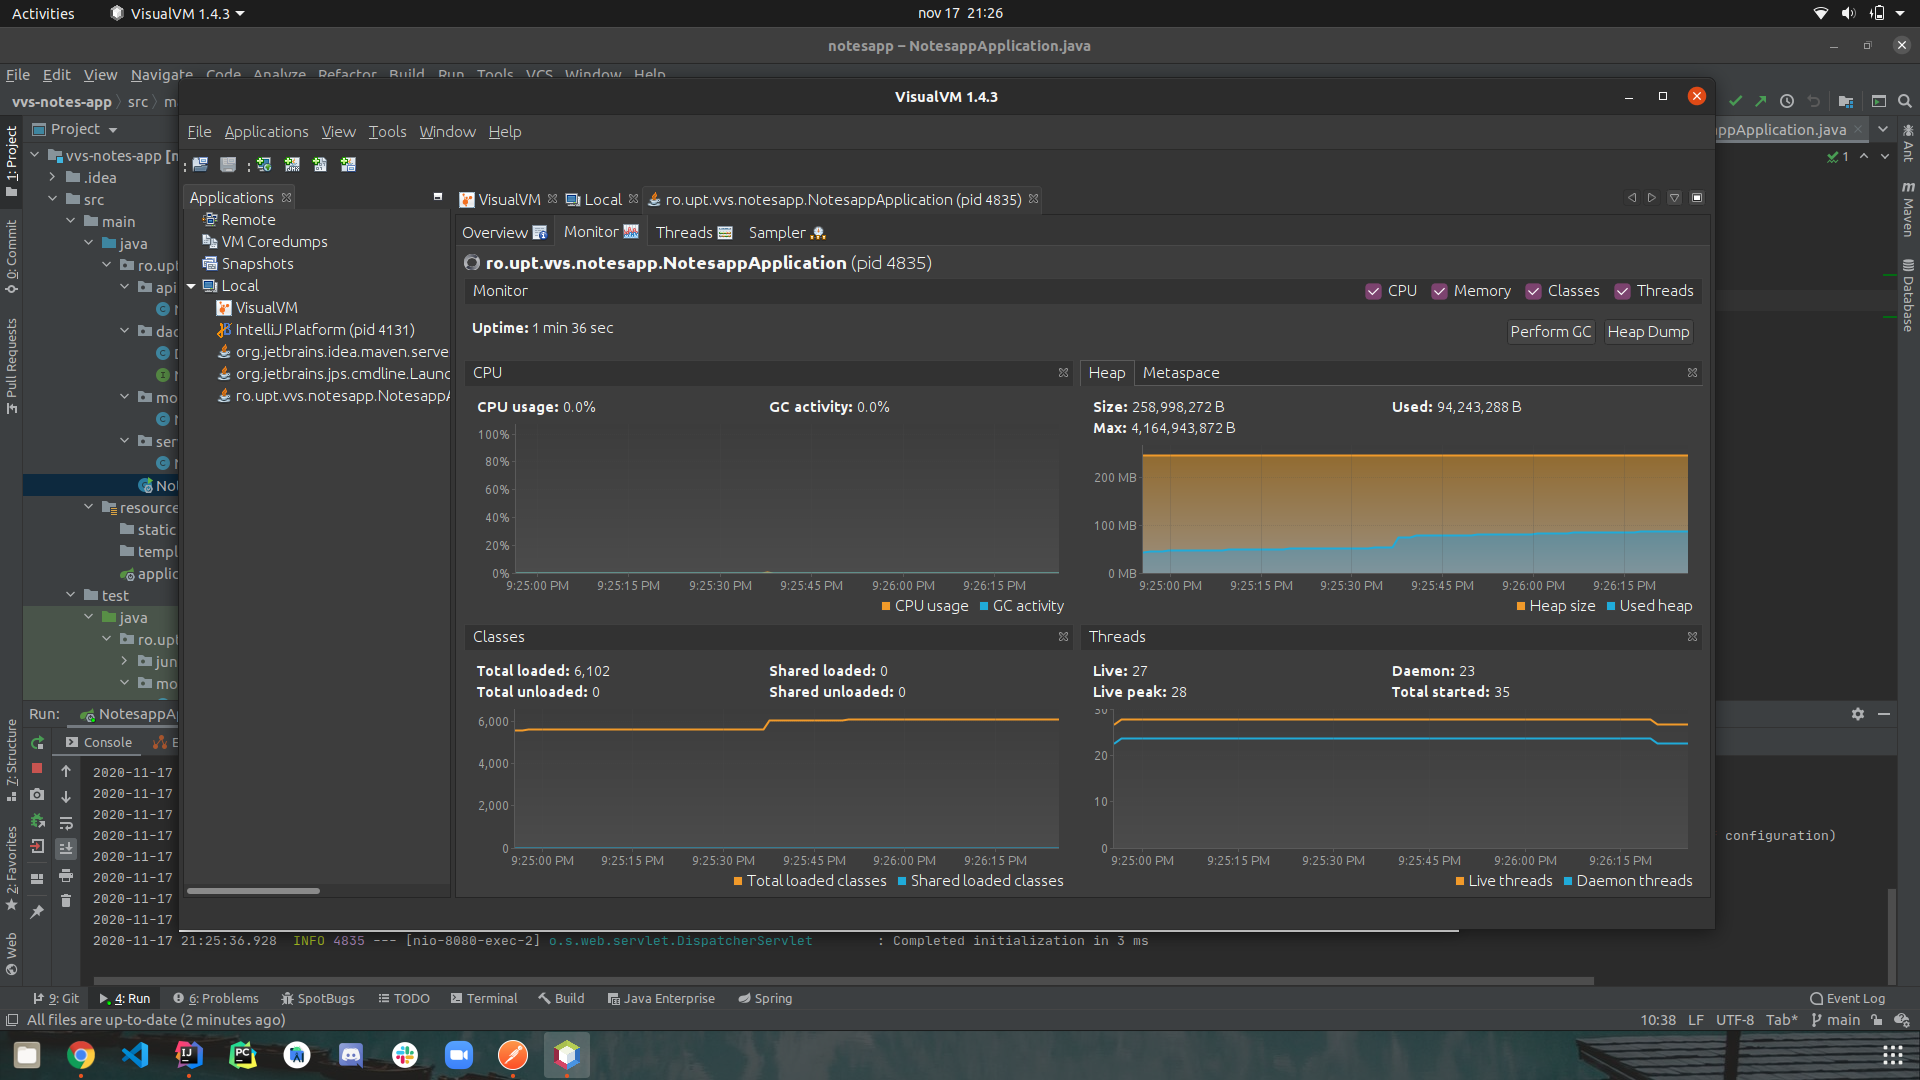 Activities
VisualVM 1.4.3
nov 17 21:26
notesapp – NotesappApplication.java
File Edit View Navigate Code Analyze Refactor Build Run Tools VCS Window Help
vvs-notes-app src
VisualVM 1.4.3
ppApplication.java
File Applications View Tools Window Help
1: Project
0: Commit
Pull Requests
7: Structure
2: Favorites
Web
Project
vvs-notes-app
.idea
src
main
java
ro.upt
api
dao
mo
ser
Not
resource
static
templ
applic
test
java
ro.upt
jun
mo
Applications
Remote
VM Coredumps
Snapshots
Local
VisualVM
IntelliJ Platform (pid 4131)
org.jetbrains.idea.maven.serve
org.jetbrains.jps.cmdline.Launc
ro.upt.vvs.notesapp.Notesapp
VisualVM
Local
ro.upt.vvs.notesapp.NotesappApplication (pid 4835)
Overview
Monitor
Threads
Sampler
ro.upt.vvs.notesapp.NotesappApplication (pid 4835)
Monitor
CPU Memory Classes Threads
Uptime: 1 min 36 sec
Perform GC
Heap Dump
CPU
CPU usage: 0.0%
GC activity: 0.0%
100%
80%
60%
40%
20%
0%
9:25:00 PM 9:25:15 PM 9:25:30 PM 9:25:45 PM 9:26:00 PM 9:26:15 PM
CPU usage GC activity
Heap Metaspace
Size: 258,998,272 B
Used: 94,243,288 B
Max: 4,164,943,872 B
200 MB
100 MB
0 MB
9:25:00 PM 9:25:15 PM 9:25:30 PM 9:25:45 PM 9:26:00 PM 9:26:15 PM
Heap size Used heap
Classes
Total loaded: 6,102
Shared loaded: 0
Total unloaded: 0
Shared unloaded: 0
6,000
4,000
2,000
0
9:25:00 PM 9:25:15 PM 9:25:30 PM 9:25:45 PM 9:26:00 PM 9:26:15 PM
Total loaded classes Shared loaded classes
Threads
Live: 27
Daemon: 23
Live peak: 28
Total started: 35
30
20
10
0
9:25:00 PM 9:25:15 PM 9:25:30 PM 9:25:45 PM 9:26:00 PM 9:26:15 PM
Live threads Daemon threads
1
Ant
Maven
Database
Run: NotesappA
Console
2020-11-17
2020-11-17
2020-11-17
2020-11-17
configuration)
2020-11-17
2020-11-17
2020-11-17
2020-11-17
2020-11-17 21:25:36.928 INFO 4835 --- [nio-8080-exec-2] o.s.web.servlet.DispatcherServlet : Completed initialization in 3 ms
9: Git 4: Run 6: Problems SpotBugs TODO Terminal Build Java Enterprise Spring
Event Log
All files are up-to-date (2 minutes ago)
10:38 LF UTF-8 Tab* main